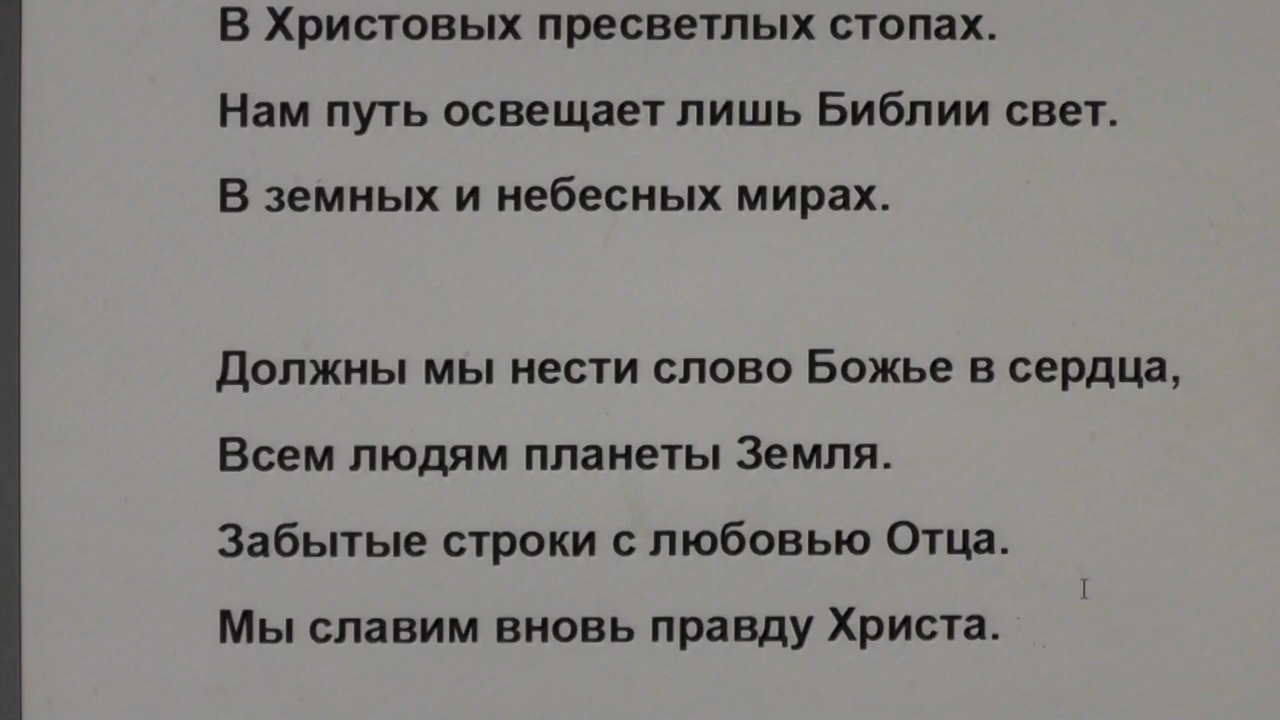 В Христовых пресветлых стопах.
Нам путь освещает лишь Библии свет.
В земных и небесных мирах.
Должны мы нести слово Божье в сердца,
Всем людям планеты Земля.
Забытые строки с любовью Отца.
Мы славим вновь правду Христа.